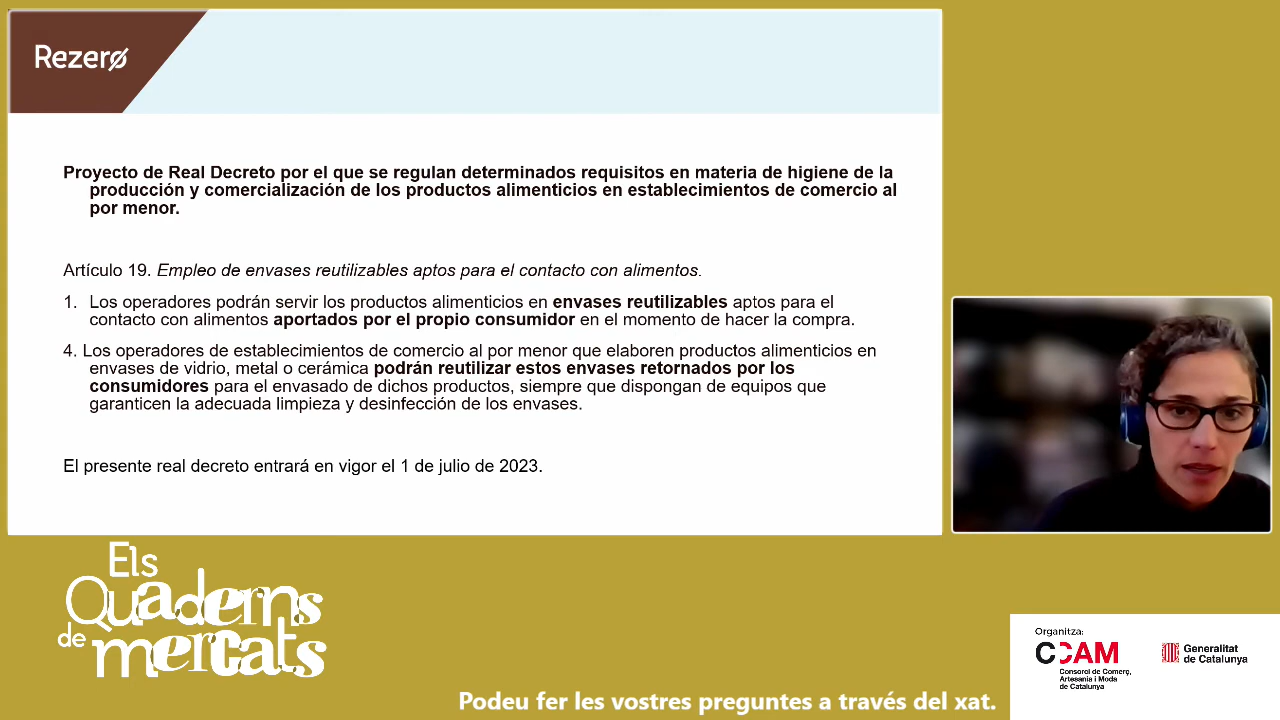 Rezero
Proyecto de Real Decreto por el que se regulan determinados requisitos en materia de higiene de la
producción y comercialización de los productos alimenticios en establecimientos de comercio al
por menor.
Artículo 19. Empleo de envases reutilizables aptos para el contacto con alimentos.
1. Los operadores podrán servir los productos alimenticios en envases reutilizables aptos para el
contacto con alimentos aportados por el propio consumidor en el momento de hacer la compra.
4. Los operadores de establecimientos de comercio al por menor que elaboren productos alimenticios en
envases de vidrio, metal o cerámica podrán reutilizar estos envases retornados por los
consumidores para el envasado de dichos productos, siempre que dispongan de equipos que
garanticen la adecuada limpieza y desinfección de los envases.
El presente real decreto entrará en vigor el 1 de julio de 2023.
Els
Quaderns
de mercats
Organitza:
CCAM
Consorci de Comerç,
Artesania i Moda
de Catalunya
Generalitat
de Catalunya
Podeu fer les vostres preguntes a través del xat.